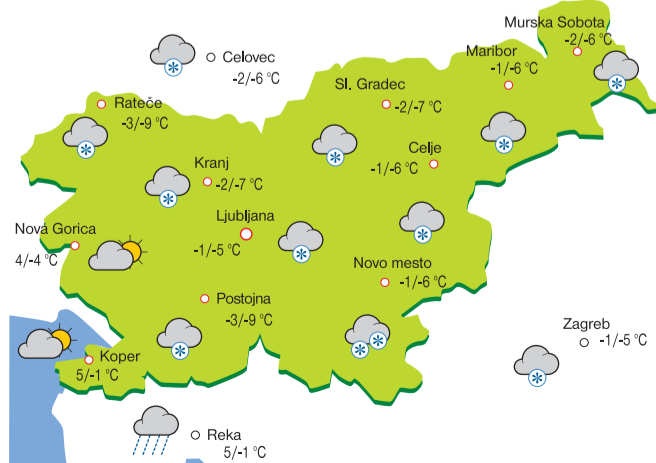 Murska Sobota
-2/-6 °C
Celovec
-2/-6 °C
Maribor
-1/-6 °C
Sl. Gradec
-2/-7 °C
Rateče
-3/-9 °C
Celje
-1/-6 °C
Kranj
-2/-7 °C
Ljubljana
-1/-5 °C
Nova Gorica
4/-4 °C
Novo mesto
-1/-6 °C
Postojna
-3/-9 °C
Zagreb
-1/-5 °C
Koper
5/-1 °C
Reka
5/-1 °C